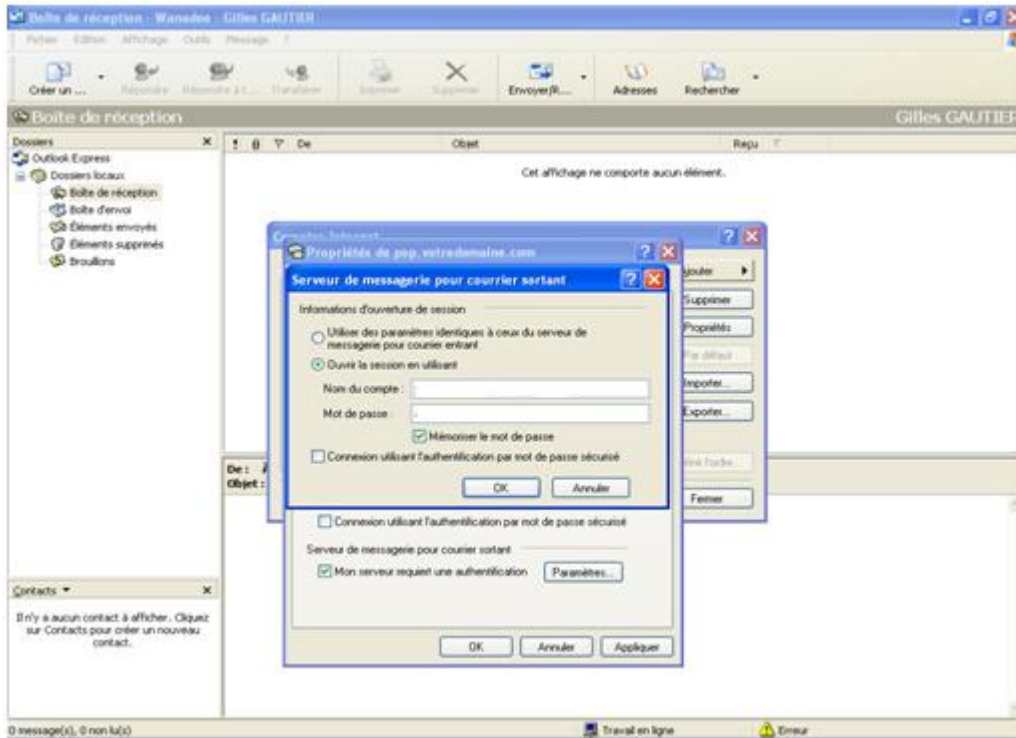 Boîte de réception - Wanadoo - Gilles GAUTIER
Fichier Edition Affichage Outils Message ?
Créer un ... Répondre Répondre à t... Transférer Imprimer Supprimer Envoyer/R... Adresses Rechercher
Boîte de réception
Gilles GAUTIER
Dossiers
Outlook Express
Dossiers locaux
Boîte de réception
Boîte d'envoi
Éléments envoyés
Éléments supprimés
Brouillons
! De Objet Reçu
Cet affichage ne comporte aucun élément.
Propriétés de pop.votredomaine.com
Serveur de messagerie pour courrier sortant
Informations d'ouverture de session
Utiliser des paramètres identiques à ceux du serveur de
messagerie pour courrier entrant
Ouvrir la session en utilisant
Nom du compte :
Mot de passe :
Mémoriser le mot de passe
Connexion utilisant l'authentification par mot de passe sécurisé
OK Annuler
Connexion utilisant l'authentification par mot de passe sécurisé
Serveur de messagerie pour courrier sortant
Mon serveur requiert une authentification Paramètres...
OK Annuler Appliquer
Supprimer
Propriétés
Par défaut
Importer...
Exporter...
Fermer
De :
Objet :
Contacts
Il n'y a aucun contact à afficher. Cliquez
sur Contacts pour créer un nouveau
contact.
0 message(s), 0 non lu(s)
Travail en ligne
Erreur